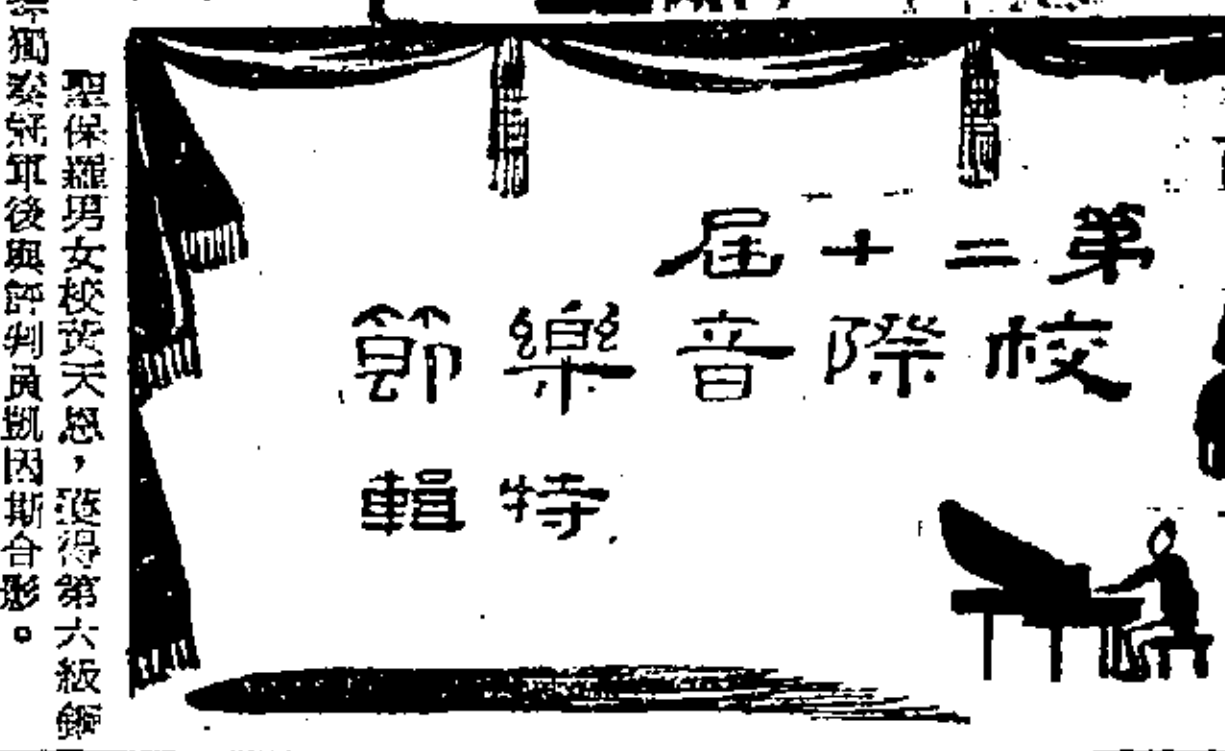 第二十屆
校際音樂節
特輯
聖保羅男女校黃天恩，獲得第六級鋼
琴獨奏冠軍後與評判員凱因斯合影。